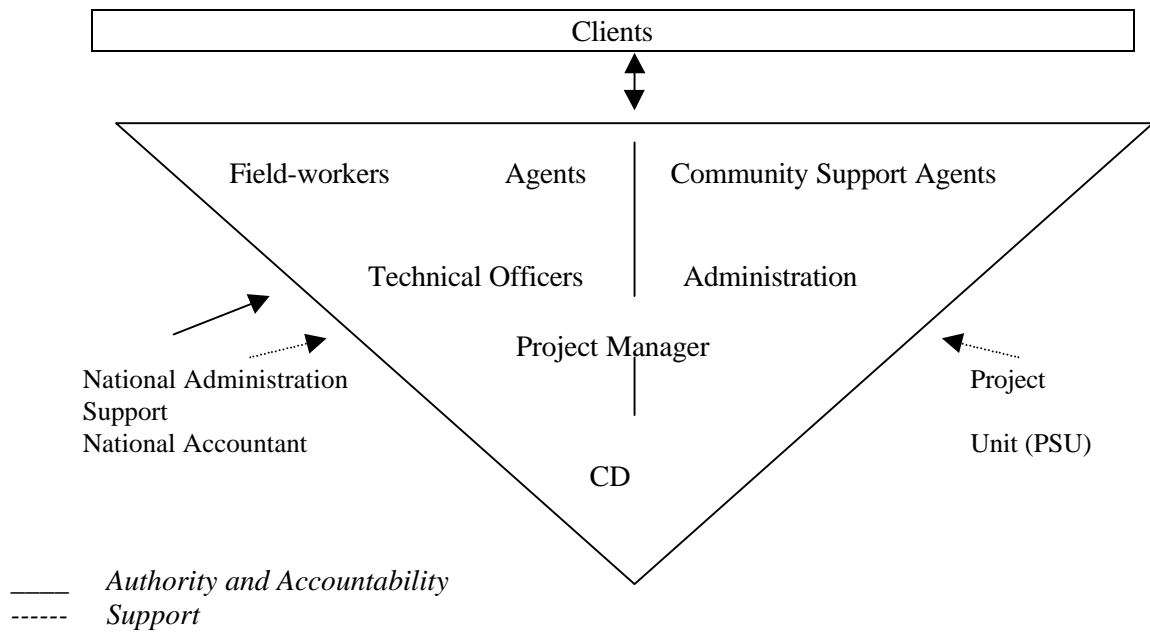 Clients
Field-workers Agents Community Support Agents
Technical Officers Administration
Project Manager
National Administration
Support
National Accountant
Project
Unit (PSU)
CD
____ Authority and Accountability
------ Support